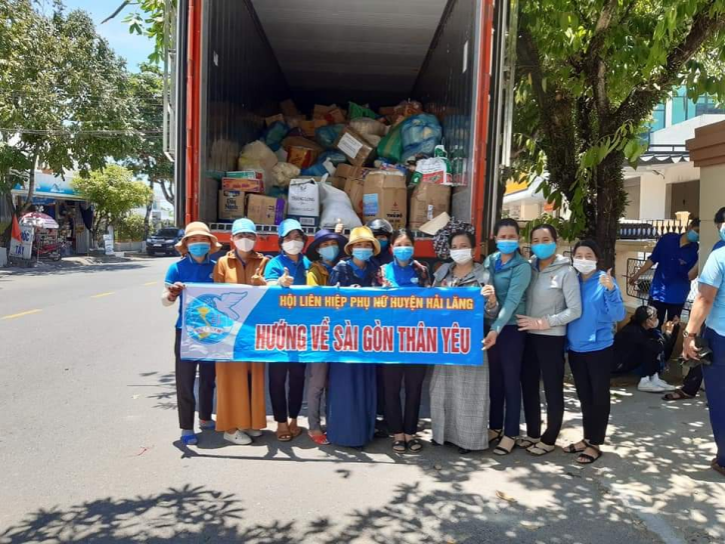 HỘI LIÊN HIỆP PHỤ NỮ HUYỆN HẢI LĂNG
HƯỚNG VỀ SÀI GÒN THÂN YÊU